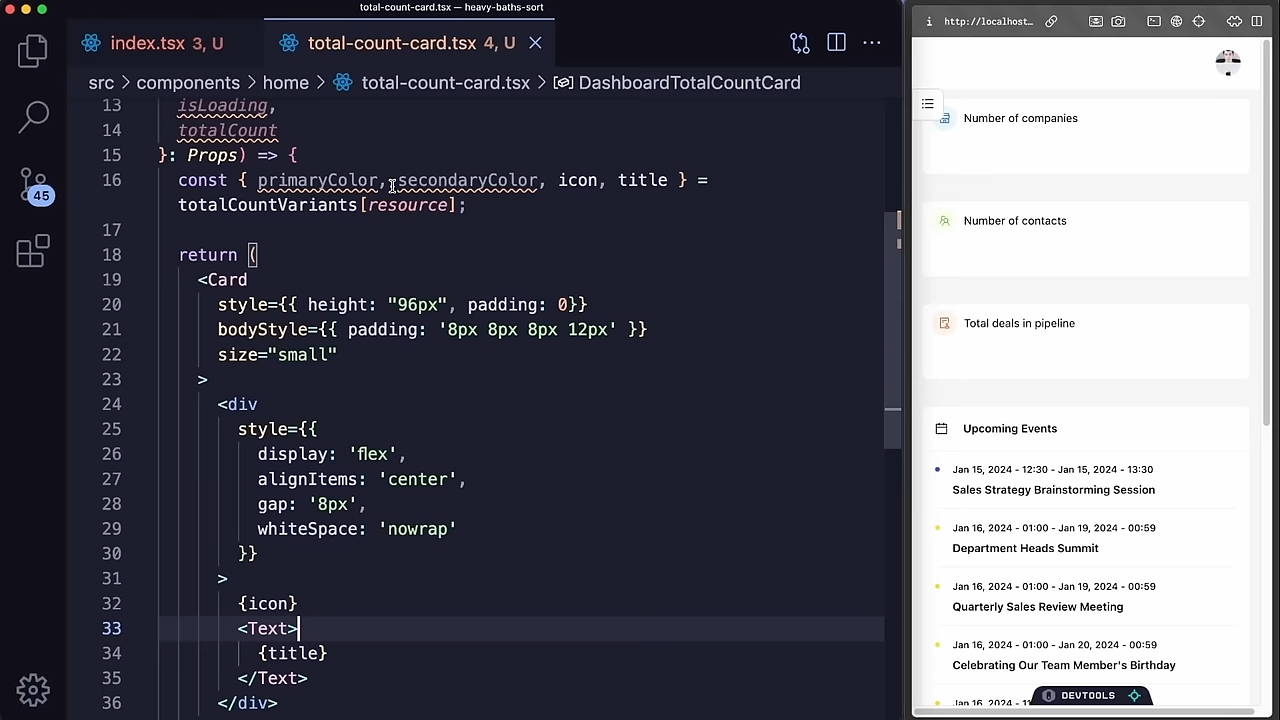 total-count-card.tsx — heavy-baths-sort
index.tsx 3, U
total-count-card.tsx 4, U
src > components > home > total-count-card.tsx > DashboardTotalCountCard
45
13 isLoading,
14 totalCount
15 }: Props) => {
16 const { primaryColor, secondaryColor, icon, title } =
totalCountVariants[resource];
17
18 return (
19 <Card
20 style={{ height: "96px", padding: 0}}
21 bodyStyle={{ padding: '8px 8px 8px 12px' }}
22 size="small"
23 >
24 <div
25 style={{
26 display: 'flex',
27 alignItems: 'center',
28 gap: '8px',
29 whiteSpace: 'nowrap'
30 }}
31 >
32 {icon}
33 <Text>
34 {title}
35 </Text>
36 </div>
http://localhost...
Number of companies
Number of contacts
Total deals in pipeline
Upcoming Events
Jan 15, 2024 - 12:30 - Jan 15, 2024 - 13:30
Sales Strategy Brainstorming Session
Jan 16, 2024 - 01:00 - Jan 19, 2024 - 00:59
Department Heads Summit
Jan 16, 2024 - 01:00 - Jan 19, 2024 - 00:59
Quarterly Sales Review Meeting
Jan 16, 2024 - 01:00 - Jan 20, 2024 - 00:59
Celebrating Our Team Member's Birthday
Jan 16, 2024 - 1
DEVTOOLS